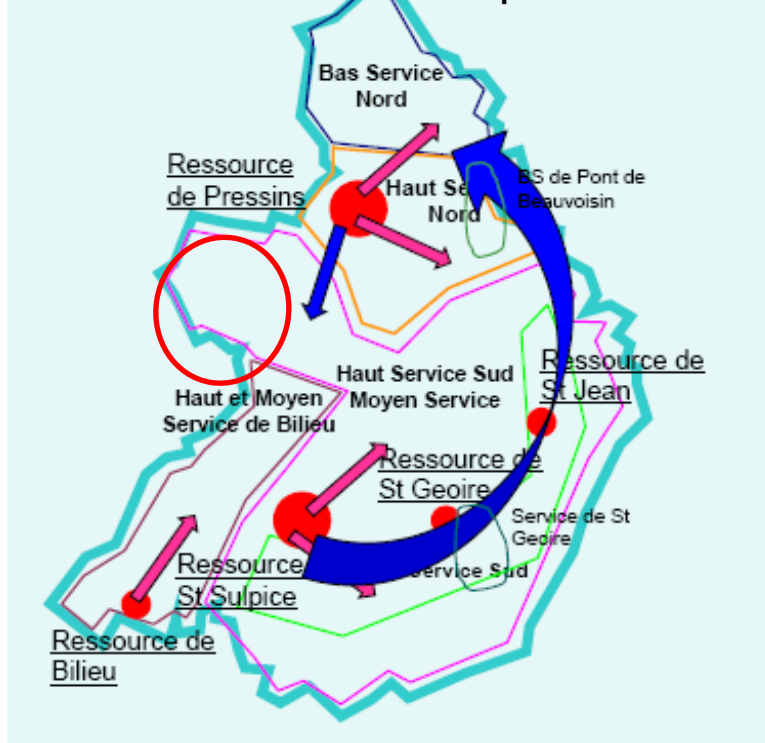 Bas Service
Nord
Ressource
de Pressins
Haut Se
Nord
BS de Pont de
Beauvoisin
Haut Service Sud
Moyen Service
Ressource de
St Jean
Haut et Moyen
Service de Bilieu
Ressource de
St Geoire
Service de St
Geoire
Ressource
St Sulpice
ervice Sud
Ressource de
Bilieu